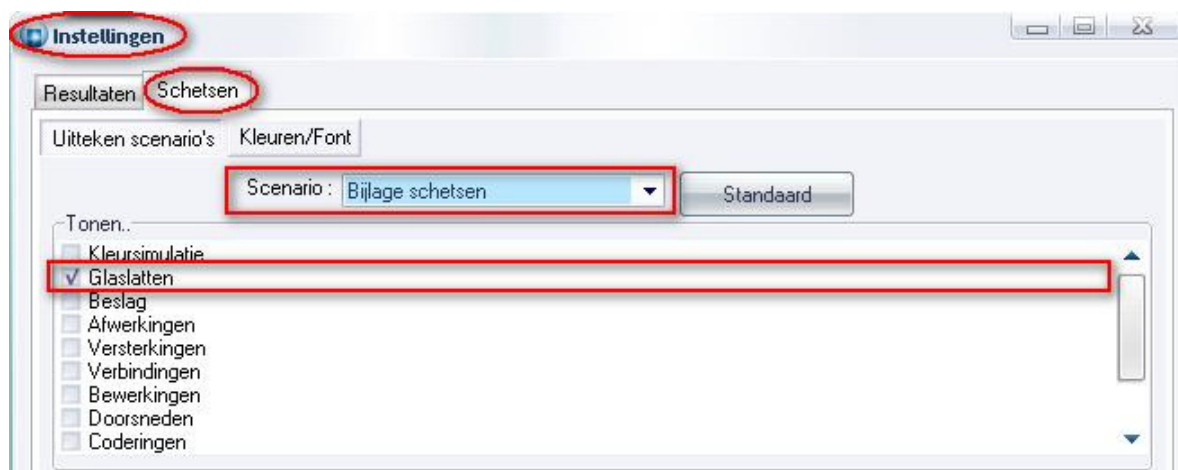 Instellingen
Resultaten Schetsen
Uitteken scenario's Kleuren/Font
Scenario : Bijlage schetsen Standaard
Tonen..
Kleursimulatie
Glaslatten
Beslag
Afwerkingen
Versterkingen
Verbindingen
Bewerkingen
Doorsneden
Coderingen